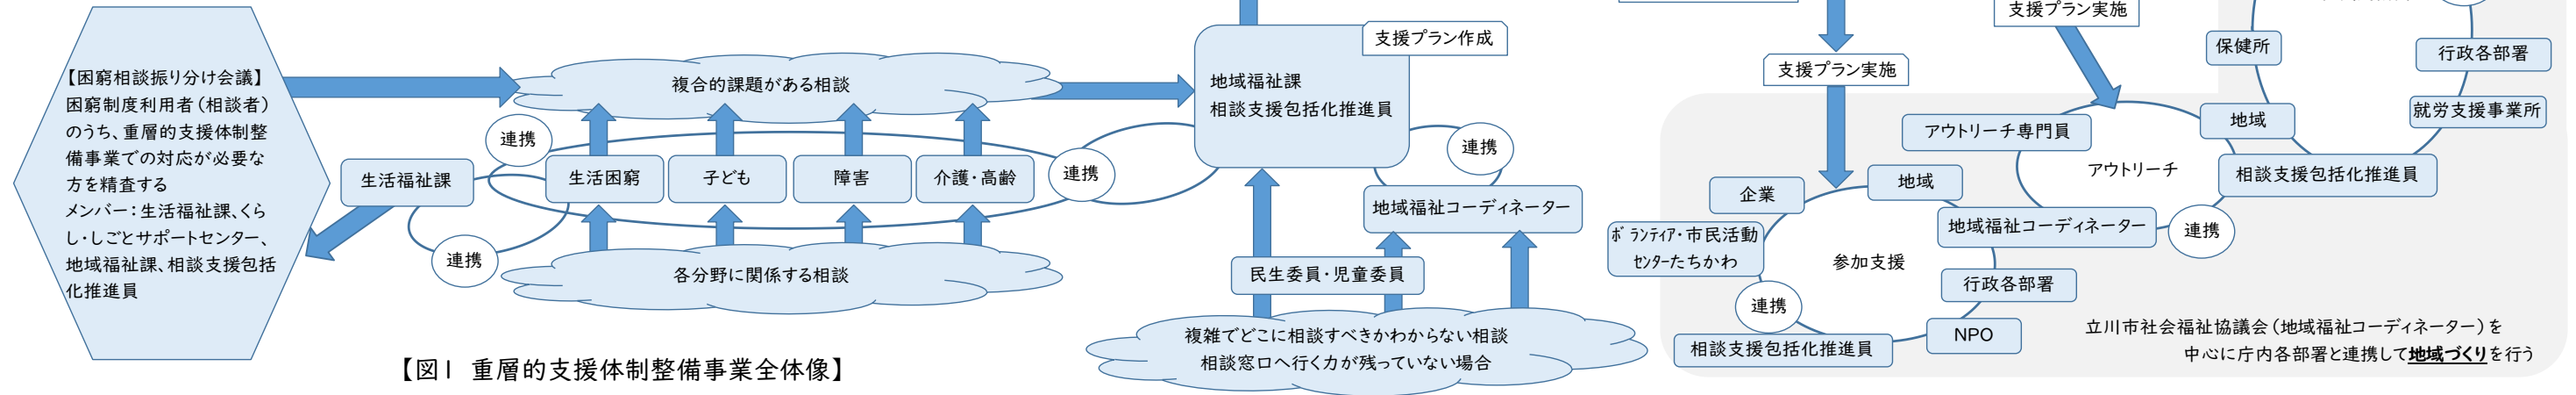 【困窮相談振り分け会議】
困窮制度利用者（相談者）
のうち、重層的支援体制整
備事業での対応が必要な
方を精査する
メンバー：生活福祉課、くら
し・しごとサポートセンター、
地域福祉課、相談支援包括
化推進員
生活福祉課
連携
連携
複合的課題がある相談
生活困窮
子ども
障害
介護・高齢
各分野に関係する相談
連携
【図1 重層的支援体制整備事業全体像】
支援プラン作成
地域福祉課
相談支援包括化推進員
連携
地域福祉コーディネーター
民生委員・児童委員
複雑でどこに相談すべきかわからない相談
相談窓口へ行く力が残っていない場合
支援プラン実施
支援プラン実施
企業
地域
ボランティア・市民活動
センターたちかわ
参加支援
連携
相談支援包括化推進員
NPO
行政各部署
地域福祉コーディネーター
アウトリーチ専門員
アウトリーチ
連携
地域
相談支援包括化推進員
保健所
行政各部署
就労支援事業所
立川市社会福祉協議会（地域福祉コーディネーター）を
中心に庁内各部署と連携して地域づくりを行う